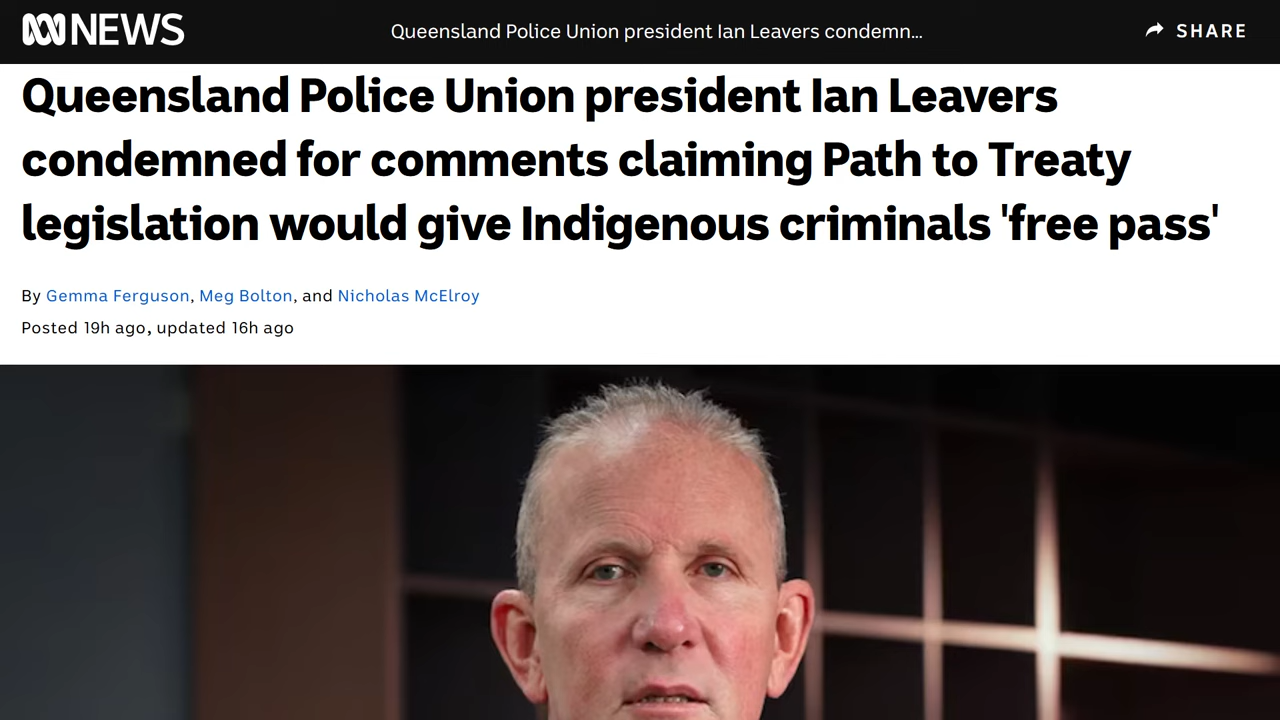 NEWS
Queensland Police Union president Ian Leavers condemn...
SHARE
Queensland Police Union president Ian Leavers
condemned for comments claiming Path to Treaty
legislation would give Indigenous criminals 'free pass'
By Gemma Ferguson, Meg Bolton, and Nicholas McElroy
Posted 19h ago, updated 16h ago